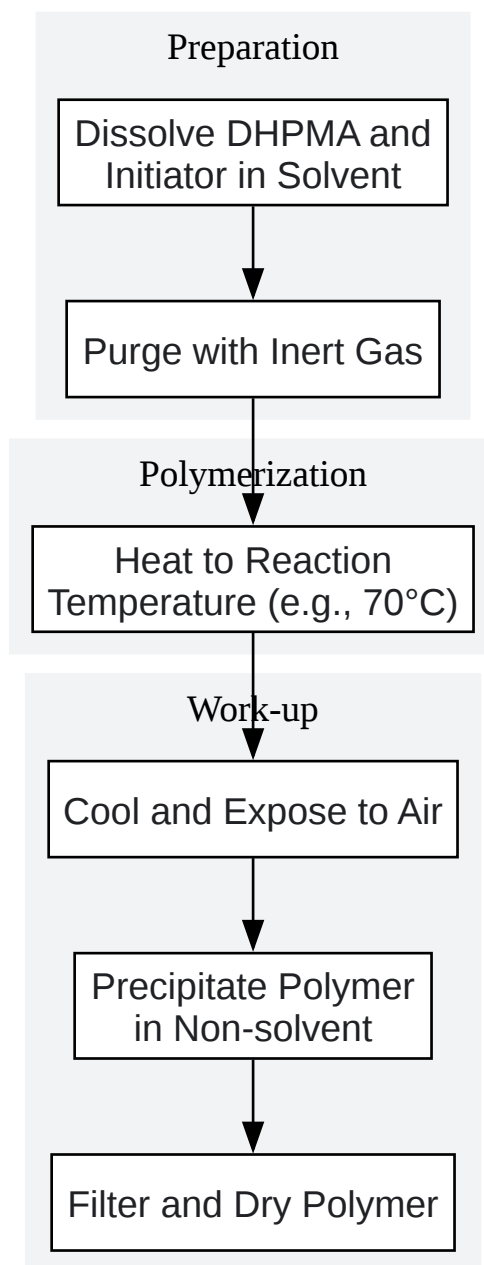 Preparation
Dissolve DHPMA and
Initiator in Solvent
Purge with Inert Gas
Polymerization
Heat to Reaction
Temperature (e.g., 70°C)
Work-up
Cool and Expose to Air
Precipitate Polymer
in Non-solvent
Filter and Dry Polymer